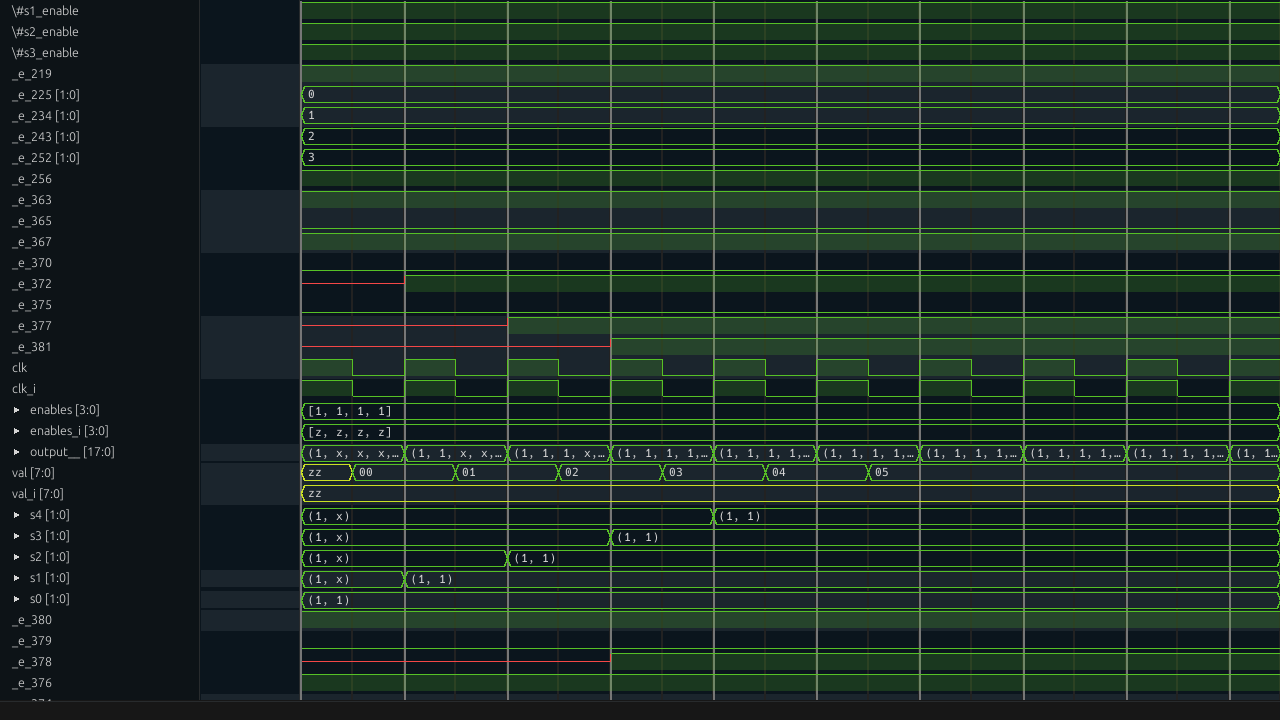 \#s1_enable
\#s2_enable
\#s3_enable
_e_219
_e_225 [1:0] 0
_e_234 [1:0] 1
_e_243 [1:0] 2
_e_252 [1:0] 3
_e_256
_e_363
_e_365
_e_367
_e_370
_e_372
_e_375
_e_377
_e_381
clk
clk_i
enables [3:0] [1, 1, 1, 1]
enables_i [3:0] [z, z, z, z]
output__ [17:0] (1, x, x, x,… (1, 1, x, x,… (1, 1, 1, x,… (1, 1, 1, 1,… (1, 1, 1, 1,… (1, 1, 1, 1,… (1, 1, 1, 1,… (1, 1, 1, 1,… (1, 1, 1, 1,… (1, 1…
val [7:0] zz 00 01 02 03 04 05
val_i [7:0] zz
s4 [1:0] (1, x) (1, 1)
s3 [1:0] (1, x) (1, 1)
s2 [1:0] (1, x) (1, 1)
s1 [1:0] (1, x) (1, 1)
s0 [1:0] (1, 1)
_e_380
_e_379
_e_378
_e_376